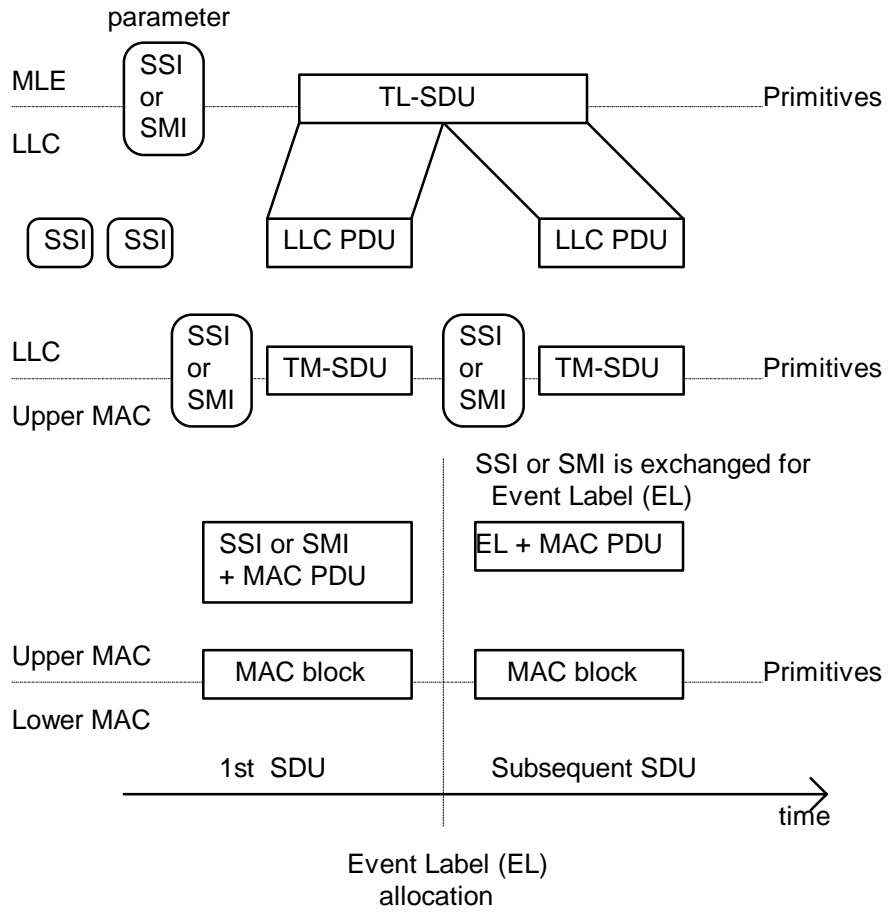 parameter
SSI
or
SMI
MLE
TL-SDU
Primitives
LLC
SSI
SSI
LLC PDU
LLC PDU
SSI
or
SMI
SSI
or
SMI
LLC
TM-SDU
TM-SDU
Primitives
Upper MAC
SSI or SMI is exchanged for
Event Label (EL)
SSI or SMI
+ MAC PDU
EL + MAC PDU
Upper MAC
MAC block
MAC block
Primitives
Lower MAC
1st SDU
Subsequent SDU
time
Event Label (EL)
allocation